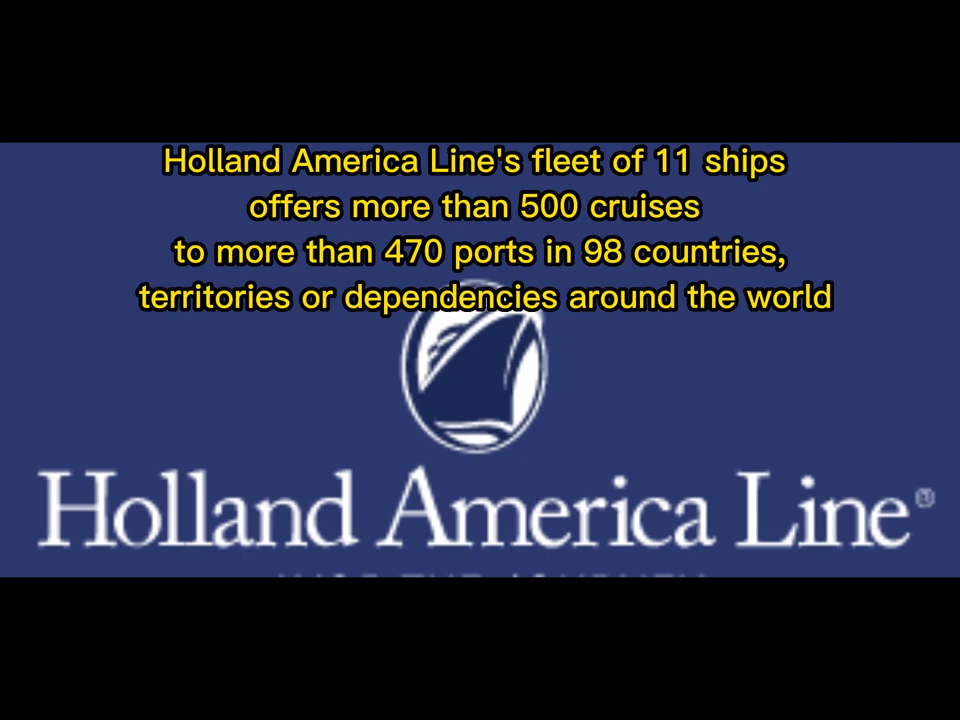 Holland America Line's fleet of 11 ships
offers more than 500 cruises
to more than 470 ports in 98 countries,
territories or dependencies around the world
Holland America Line®